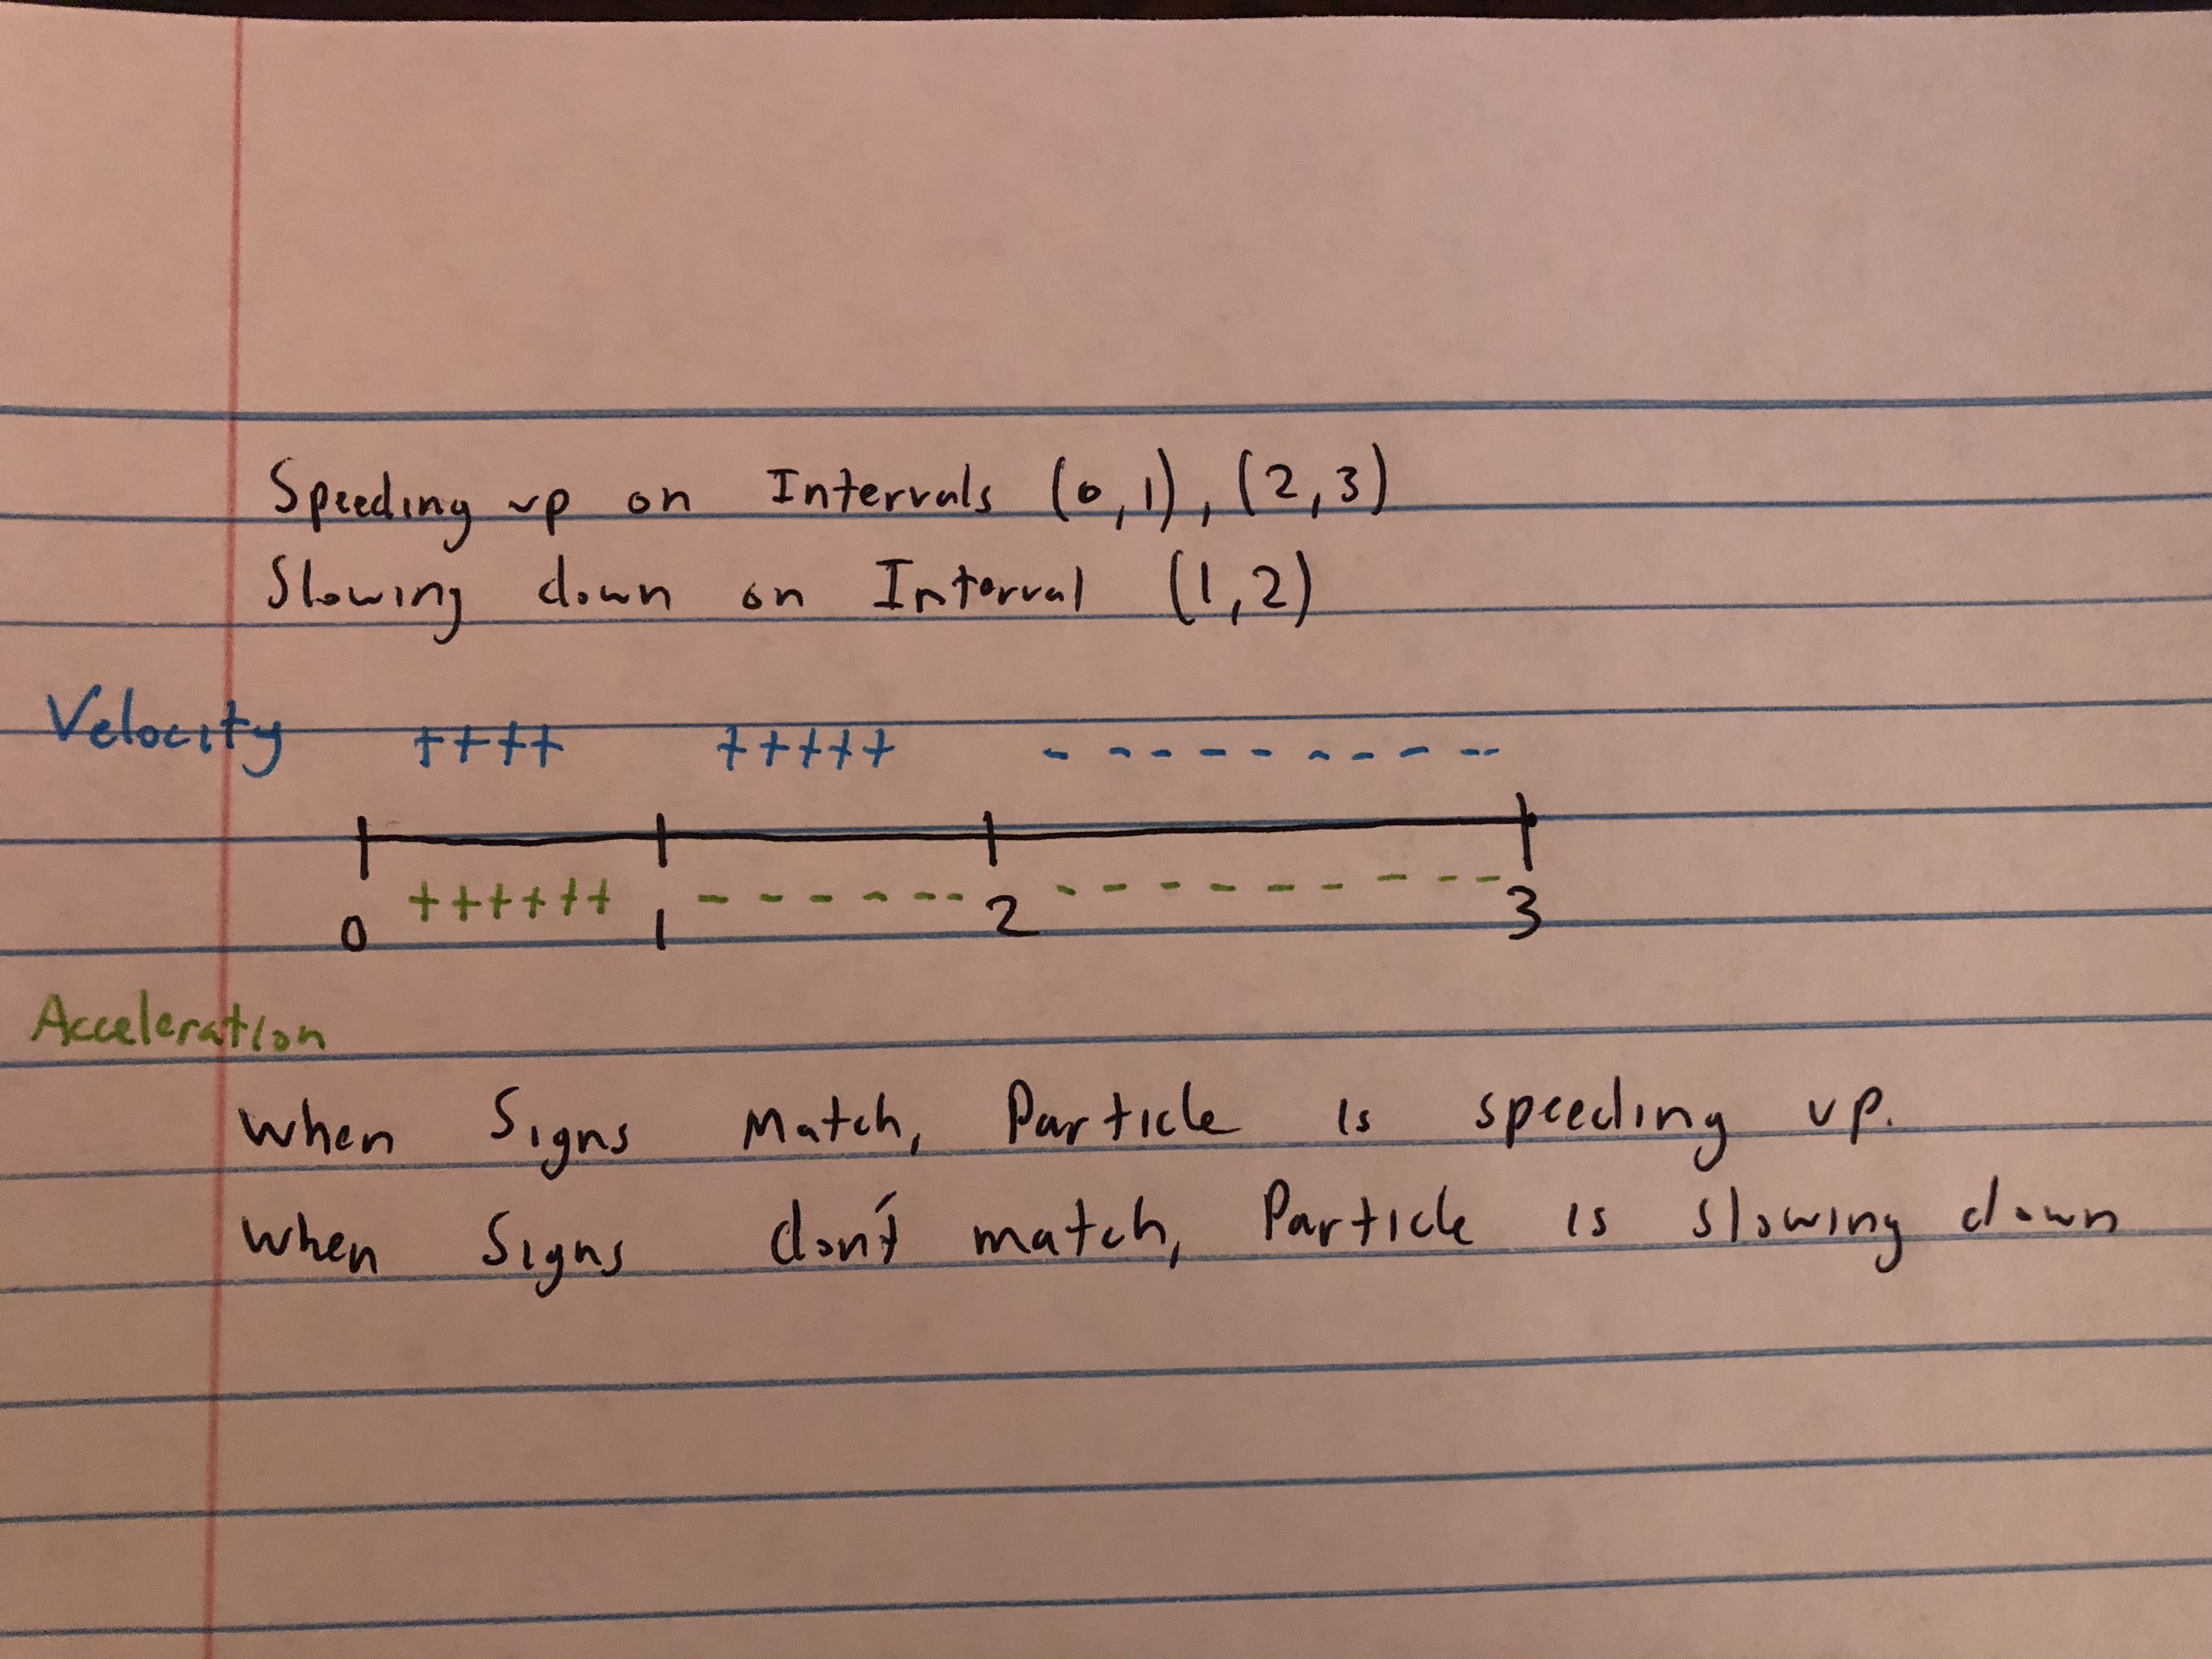 Speeding up on Intervals (0,1), (2,3)
Slowing down on Interval (1,2)
Velocity ++++ ++++ - - - - - - - - - -
+++++ - - - - - - - - - - - - - - -
0 1 2 3
Acceleration
When Signs Match, Particle is speeding up.
When Signs don't match, Particle is slowing down